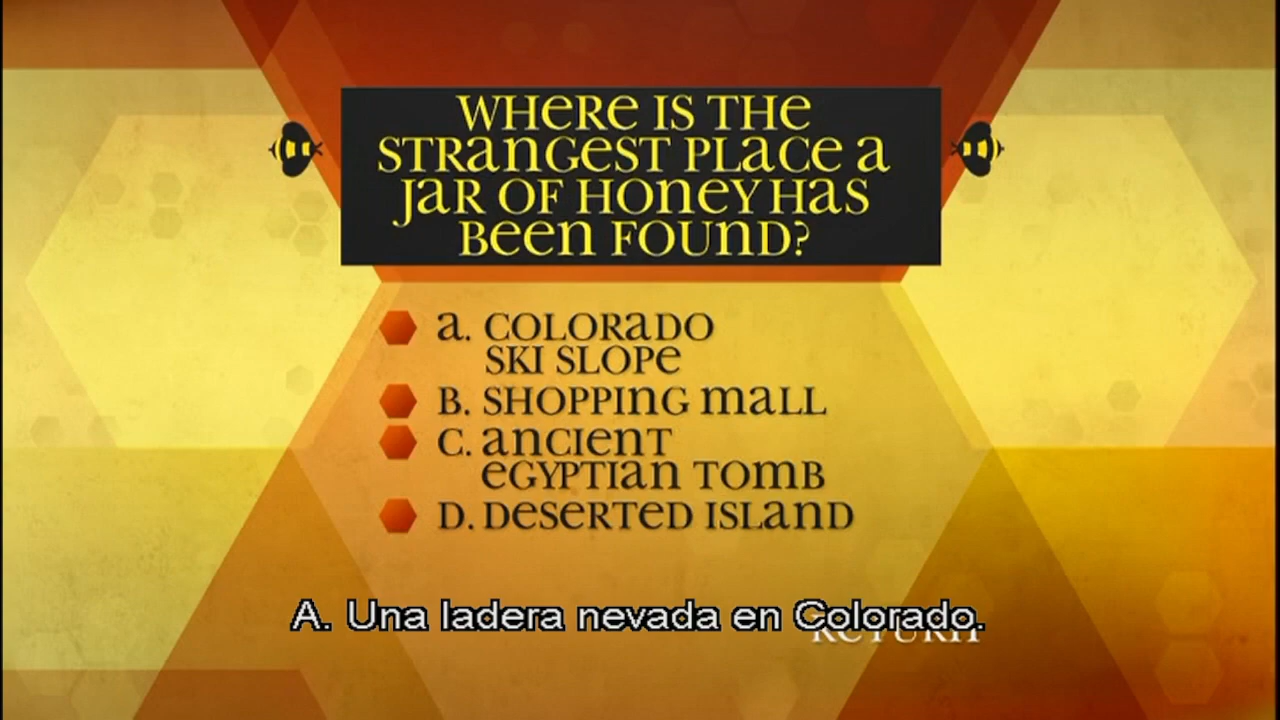 WHERE IS THE
STRANGEST PLACE A
JAR OF HONEY HAS
BEEN FOUND?
A. COLORADO
SKI SLOPE
B. SHOPPING MALL
C. ANCIENT
EGYPTIAN TOMB
D. DESERTED ISLAND
A. Una ladera nevada en Colorado.
RETURN